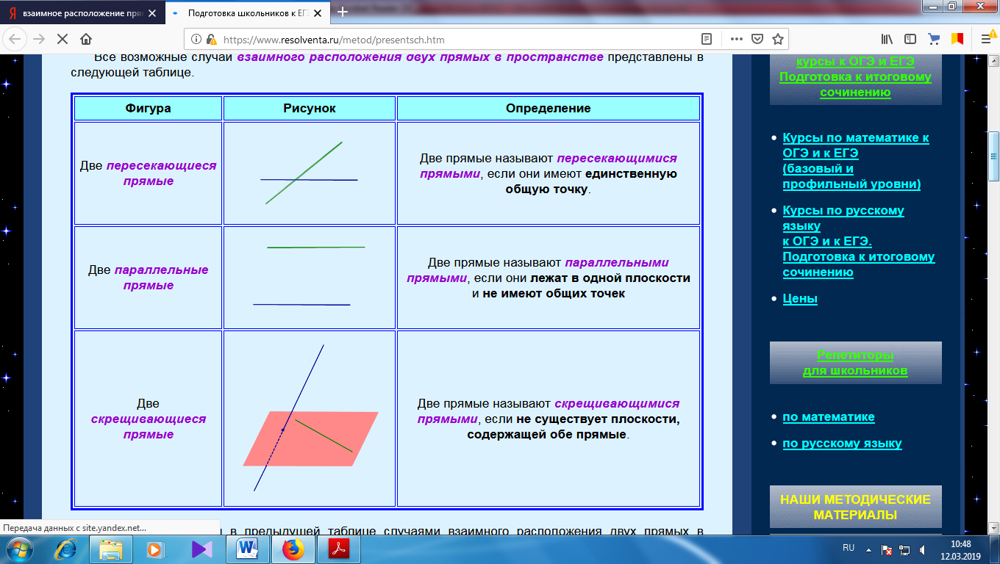 взаимное расположение пря
Подготовка школьников к ЕГЭ
https://www.resolventa.ru/metod/presentsch.htm
Все возможные случаи взаимного расположения двух прямых в пространстве представлены в
следующей таблице.
Фигура
Рисунок
Определение
Две пересекающиеся
прямые
Две прямые называют пересекающимися
прямыми, если они имеют единственную
общую точку.
Две параллельные
прямые
Две прямые называют параллельными
прямыми, если они лежат в одной плоскости
и не имеют общих точек
Две
скрещивающиеся
прямые
Две прямые называют скрещивающимися
прямыми, если не существует плоскости,
содержащей обе прямые.
в предыдущей таблице случаями взаимного расположения двух прямых в
курсы к ОГЭ и ЕГЭ
Подготовка к итоговому
сочинению
Курсы по математике к
ОГЭ и к ЕГЭ
(базовый и
профильный уровни)
Курсы по русскому
языку
к ОГЭ и к ЕГЭ.
Подготовка к итоговому
сочинению
Цены
Репетиторы
для школьников
по математике
по русскому языку
НАШИ МЕТОДИЧЕСКИЕ
МАТЕРИАЛЫ
Передача данных с site.yandex.net...
RU
10:48
12.03.2019